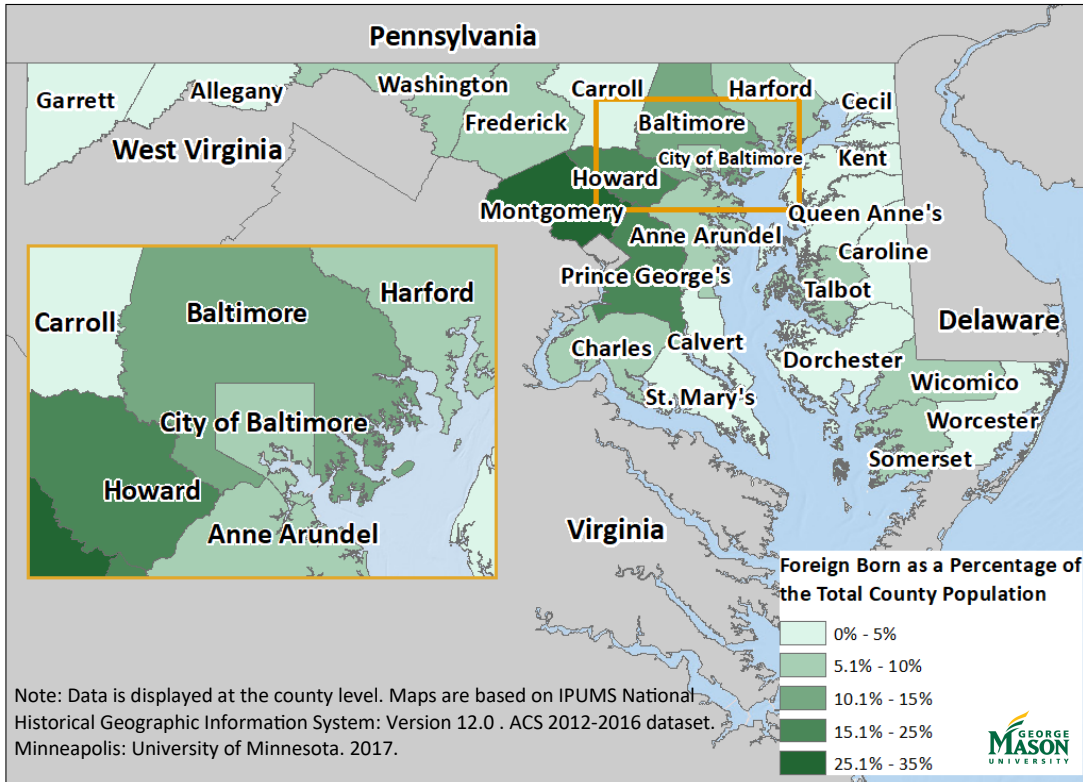 Pennsylvania
Garrett
Allegany
Washington
Frederick
Carroll
Harford
Cecil
Baltimore
City of Baltimore
Kent
West Virginia
Howard
Montgomery
Queen Anne's
Anne Arundel
Caroline
Prince George's
Talbot
Delaware
Charles
Calvert
Dorchester
Wicomico
St. Mary's
Worcester
Somerset
Virginia
Carroll
Baltimore
Harford
City of Baltimore
Howard
Anne Arundel
Foreign Born as a Percentage of
the Total County Population
0% - 5%
5.1% - 10%
10.1% - 15%
15.1% - 25%
25.1% - 35%
Note: Data is displayed at the county level. Maps are based on IPUMS National
Historical Geographic Information System: Version 12.0 . ACS 2012-2016 dataset.
Minneapolis: University of Minnesota. 2017.
GEORGE
MASON
UNIVERSITY